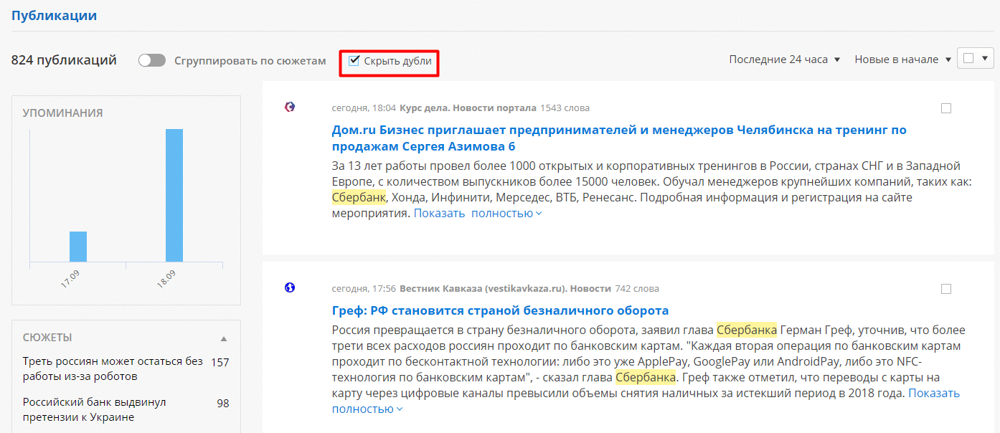 Публикации
824 публикаций
Сгруппировать по сюжетам
Скрыть дубли
Последние 24 часа
Новые в начале
УПОМИНАНИЯ
17.09
18.09
СЮЖЕТЫ
Треть россиян может остаться без 157
работы из-за роботов
Российский банк выдвинул 98
претензии к Украине
сегодня, 18:04 Курс дела. Новости портала 1543 слова
Дом.ru Бизнес приглашает предпринимателей и менеджеров Челябинска на тренинг по
продажам Сергея Азимова 6
За 13 лет работы провел более 1000 открытых и корпоративных тренингов в России, странах СНГ и в Западной
Европе, с количеством выпускников более 15000 человек. Обучал менеджеров крупнейших компаний, таких как:
Сбербанк, Хонда, Инфинити, Мерседес, ВТБ, Ренесанс. Подробная информация и регистрация на сайте
мероприятия. Показать полностью
сегодня, 17:56 Вестник Кавказа (vestikavkaza.ru). Новости 742 слова
Греф: РФ становится страной безналичного оборота
Россия превращается в страну безналичного оборота, заявил глава Сбербанка Герман Греф, уточнив, что более
трети всех расходов россиян проходит по банковским картам. "Каждая вторая операция по банковским картам
проходит по бесконтактной технологии: либо это уже ApplePay, GooglePay или AndroidPay, либо это NFC-
технология по банковским картам", - сказал глава Сбербанка. Греф также отметил, что переводы с карты на
карту через цифровые каналы превысили объемы снятия наличных за истекший период в 2018 года. Показать
полностью